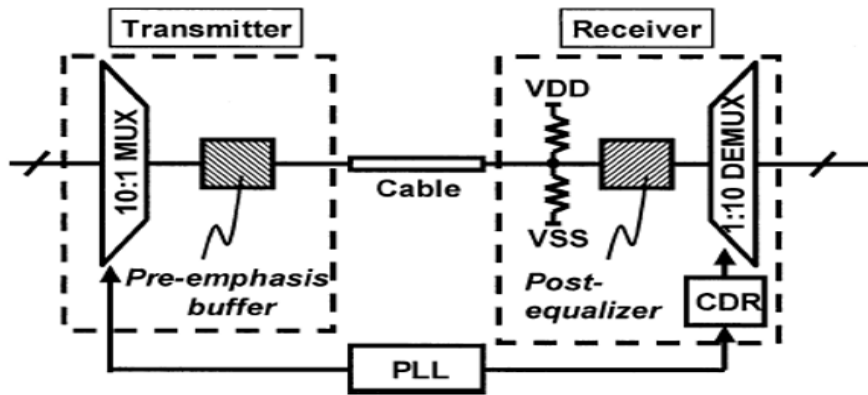 Transmitter
Receiver
10:1 MUX
Pre-emphasis
buffer
Cable
VDD
VSS
Post-
equalizer
1:10 DEMUX
CDR
PLL